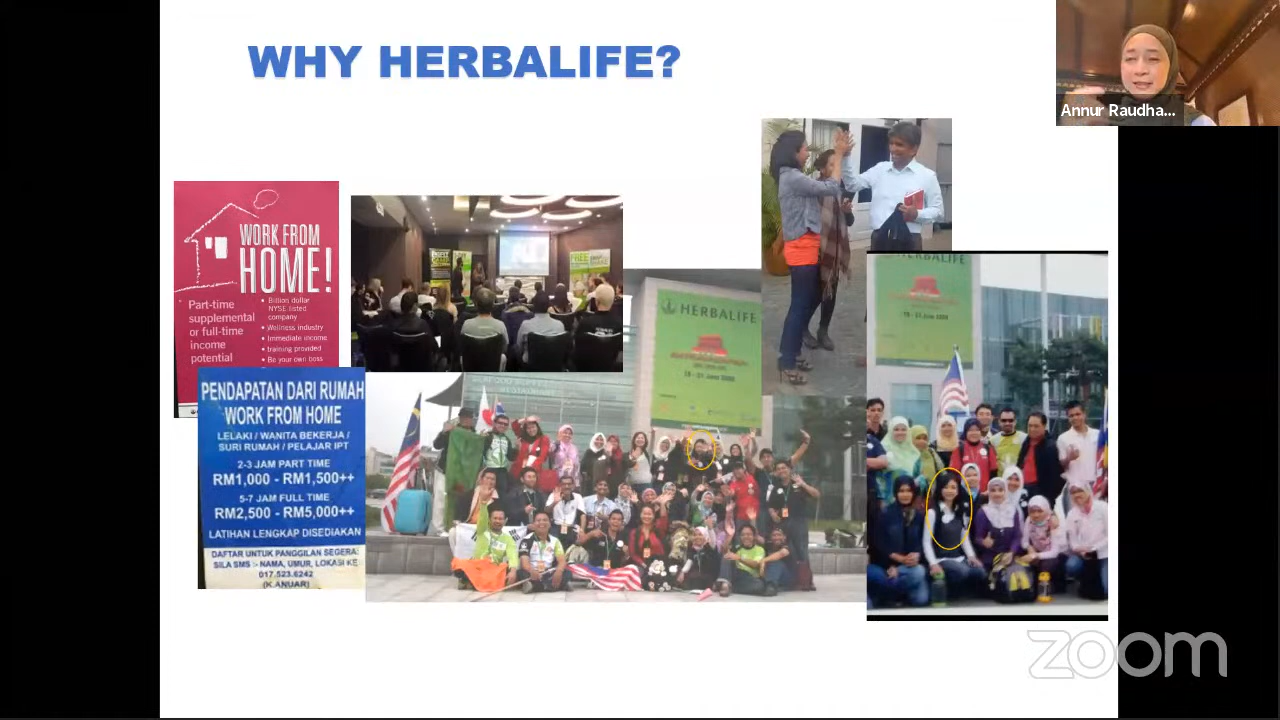 WHY HERBALIFE?
Annur Raudha...
WORK FROM
HOME!
Part-time
supplemental
or full-time
income
potential
• Billion dollar
NYSE listed
company
• Wellness industry
• Immediate income
• training provided
• Be your own boss
FREE
HERBALIFE
HERBALIFE
PENDAPATAN DARI RUMAH
WORK FROM HOME
LELAKI / WANITA BEKERJA /
SURI RUMAH / PELAJAR IPT
2-3 JAM PART TIME
RM1,000 - RM1,500++
5-7 JAM FULL TIME
RM2,500 - RM5,000++
LATIHAN LENGKAP DISEDIAKAN
DAFTAR UNTUK PANGGILAN SEGERA:
SILA SMS :- NAMA, UMUR, LOKASI KE
017.523.6242
(K.ANUAR)
zoom